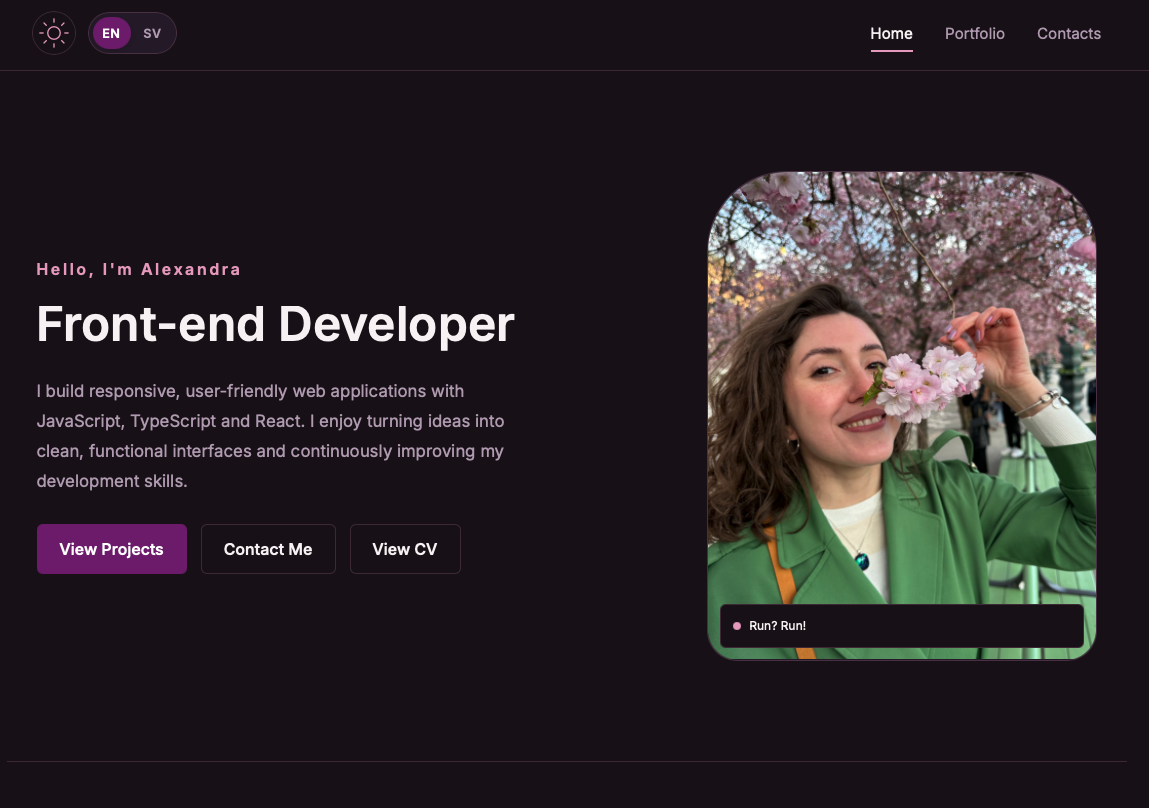 EN SV
Home Portfolio Contacts
Hello, I'm Alexandra
Front-end Developer
I build responsive, user-friendly web applications with
JavaScript, TypeScript and React. I enjoy turning ideas into
clean, functional interfaces and continuously improving my
development skills.
View Projects Contact Me View CV
Run? Run!